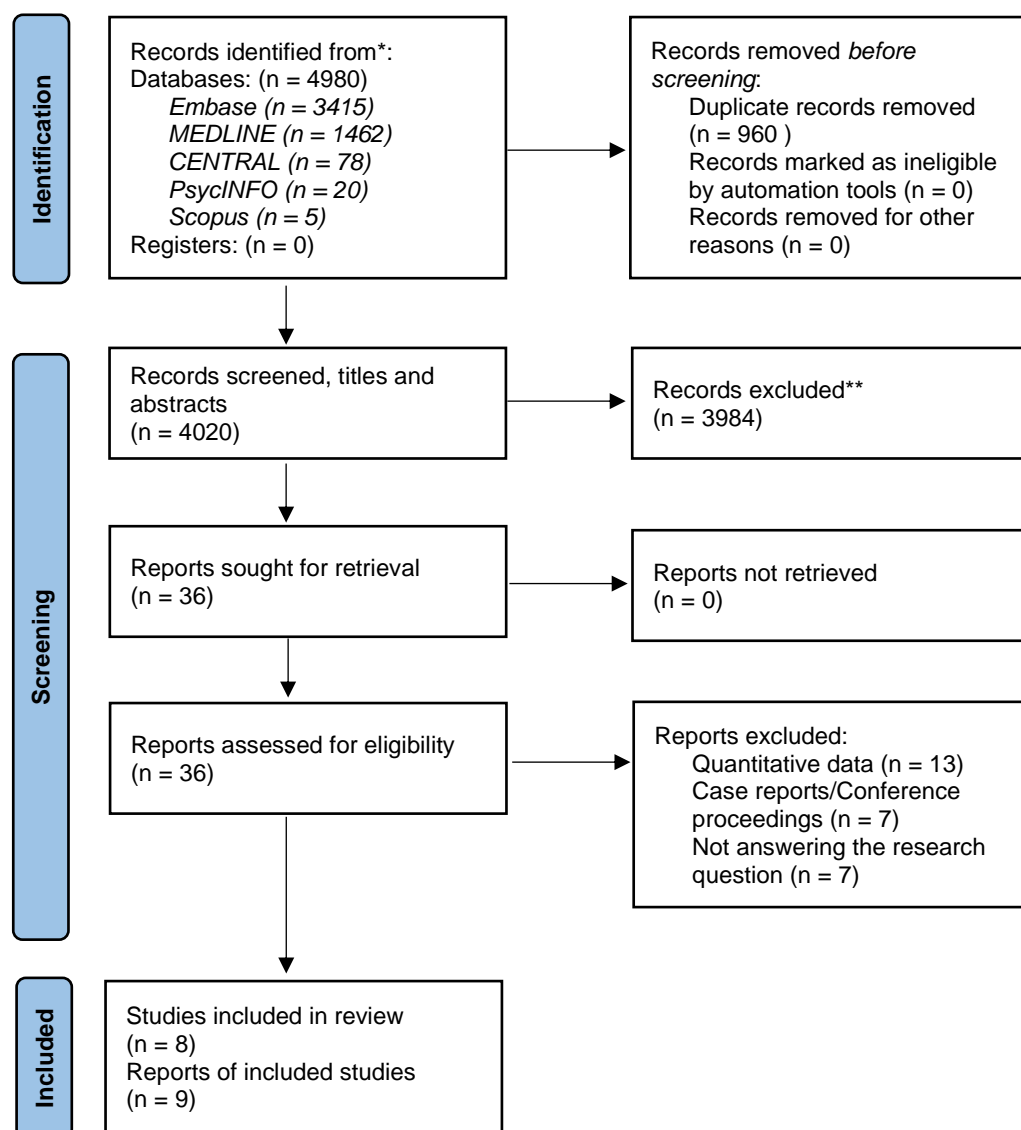 Identification
Records identified from*:
Databases: (n = 4980)
Embase (n = 3415)
MEDLINE (n = 1462)
CENTRAL (n = 78)
PsycINFO (n = 20)
Scopus (n = 5)
Registers: (n = 0)
Records removed before
screening:
Duplicate records removed
(n = 960 )
Records marked as ineligible
by automation tools (n = 0)
Records removed for other
reasons (n = 0)
Screening
Records screened, titles and
abstracts
(n = 4020)
Records excluded**
(n = 3984)
Reports sought for retrieval
(n = 36)
Reports not retrieved
(n = 0)
Reports assessed for eligibility
(n = 36)
Reports excluded:
Quantitative data (n = 13)
Case reports/Conference
proceedings (n = 7)
Not answering the research
question (n = 7)
Included
Studies included in review
(n = 8)
Reports of included studies
(n = 9)